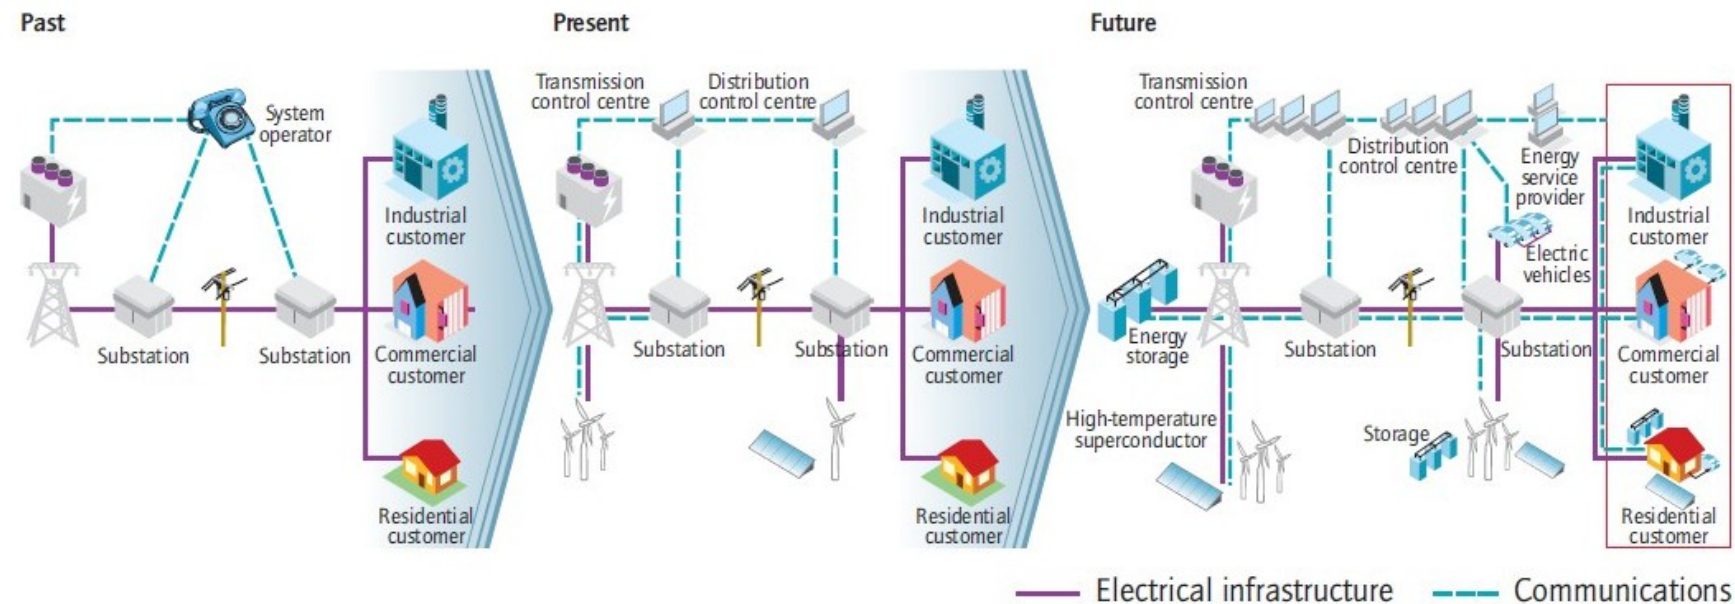 Past
Present
Future
System
operator
Industrial
customer
Substation
Substation
Commercial
customer
Residential
customer
Transmission
control centre
Distribution
control centre
Industrial
customer
Substation
Substation
Commercial
customer
Residential
customer
Transmission
control centre
Distribution
control centre
Energy
service
provider
Industrial
customer
Electric
vehicles
Energy
storage
Substation
Substation
Commercial
customer
High-temperature
superconductor
Storage
Residential
customer
Electrical infrastructure
Communications